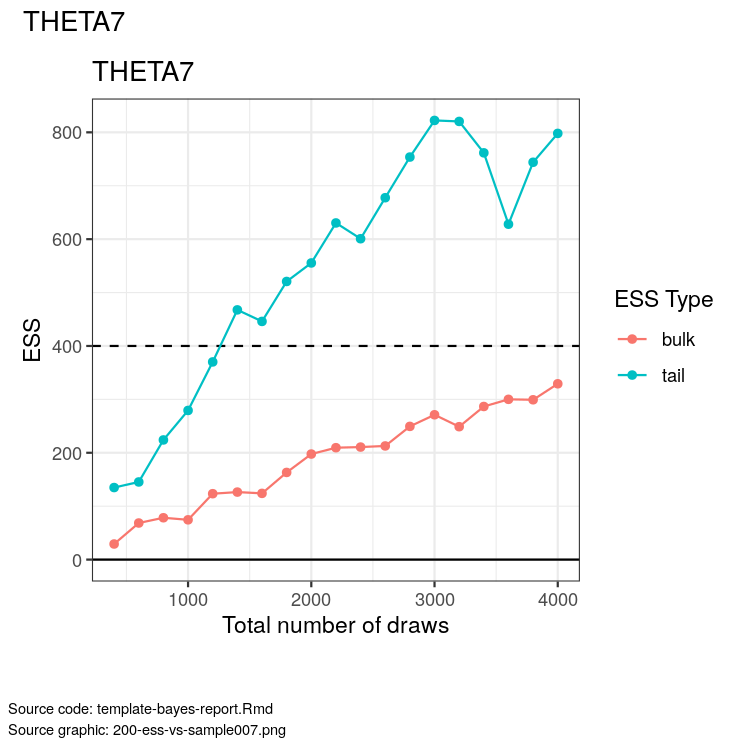 THETA7
THETA7
800
600
400
200
0
ESS
1000 2000 3000 4000
Total number of draws
ESS Type
bulk
tail
Source code: template-bayes-report.Rmd
Source graphic: 200-ess-vs-sample007.png